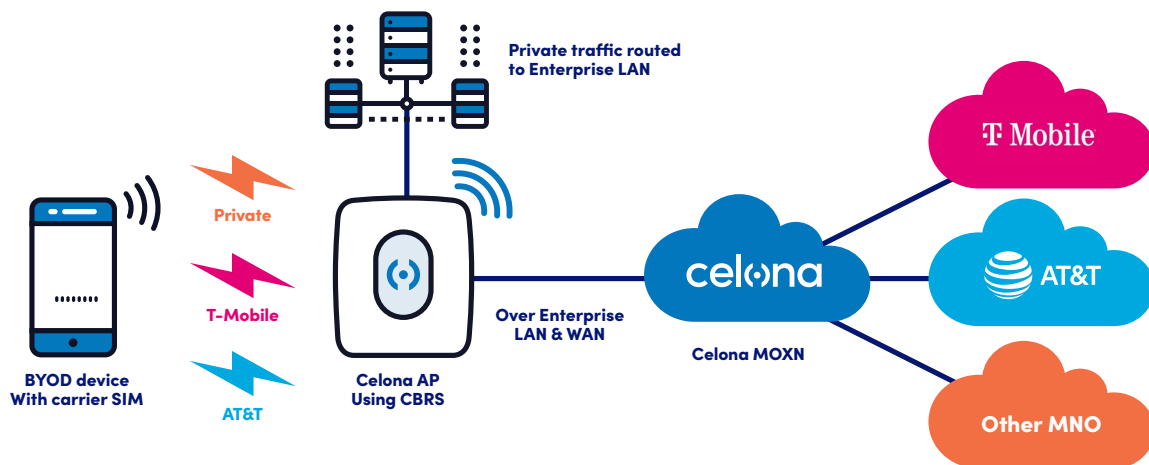 Private traffic routed
to Enterprise LAN
T Mobile
Private
celona
AT&T
T-Mobile
Over Enterprise
LAN & WAN
Celona MOXN
BYOD device
With carrier SIM
Celona AP
Using CBRS
AT&T
Other MNO